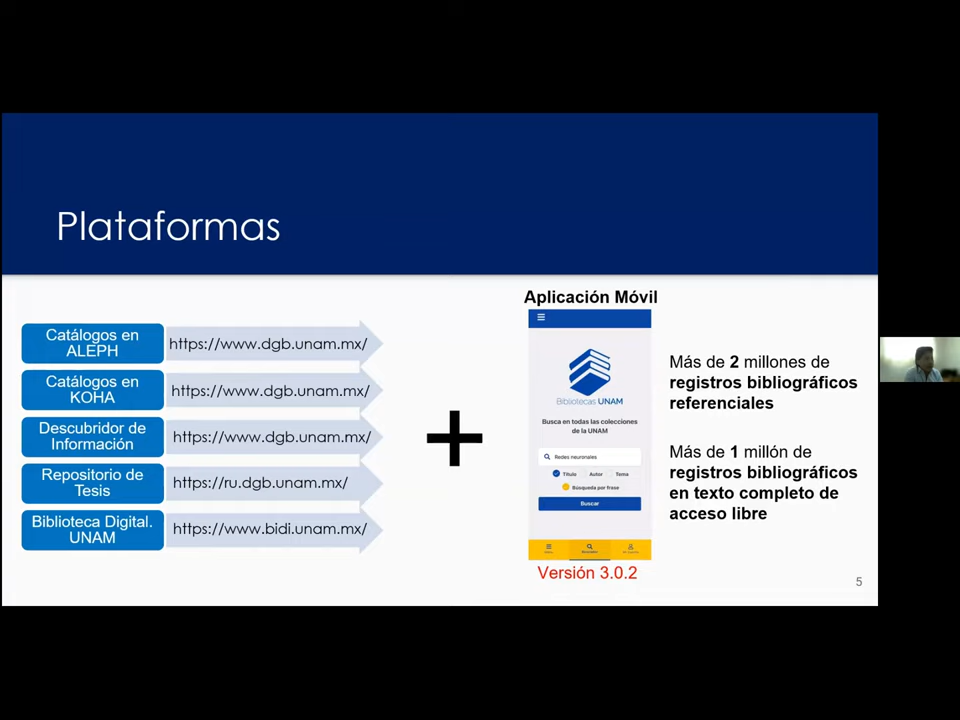 Plataformas
Catálogos en
ALEPH
https://www.dgb.unam.mx/
Catálogos en
KOHA
https://www.dgb.unam.mx/
Descubridor de
Información
https://www.dgb.unam.mx/
Repositorio de
Tesis
https://ru.dgb.unam.mx/
Biblioteca Digital.
UNAM
https://www.bidi.unam.mx/
+
Aplicación Móvil
Bibliotecas UNAM
Busca en todas las colecciones
de la UNAM
Redes neuronales
Título Autor Tema
Búsqueda por frase
Buscar
Versión 3.0.2
Más de 2 millones de
registros bibliográficos
referenciales
Más de 1 millón de
registros bibliográficos
en texto completo de
acceso libre
5